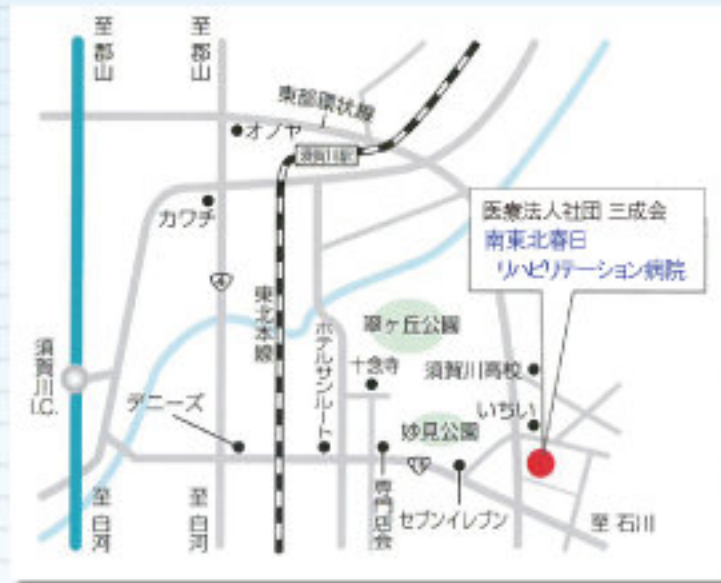 至郡山
至郡山
東部環状線
オノヤ
須賀川駅
カワチ
医療法人社団 三成会
南東北春日
リハビリテーション病院
4
東北本線
翠ヶ丘公園
ホテルサンルート
十念寺
須賀川高校
須賀川
I.C.
デニーズ
いちい
妙見公園
専門店会
セブンイレブン
至白河
至白河
至 石川